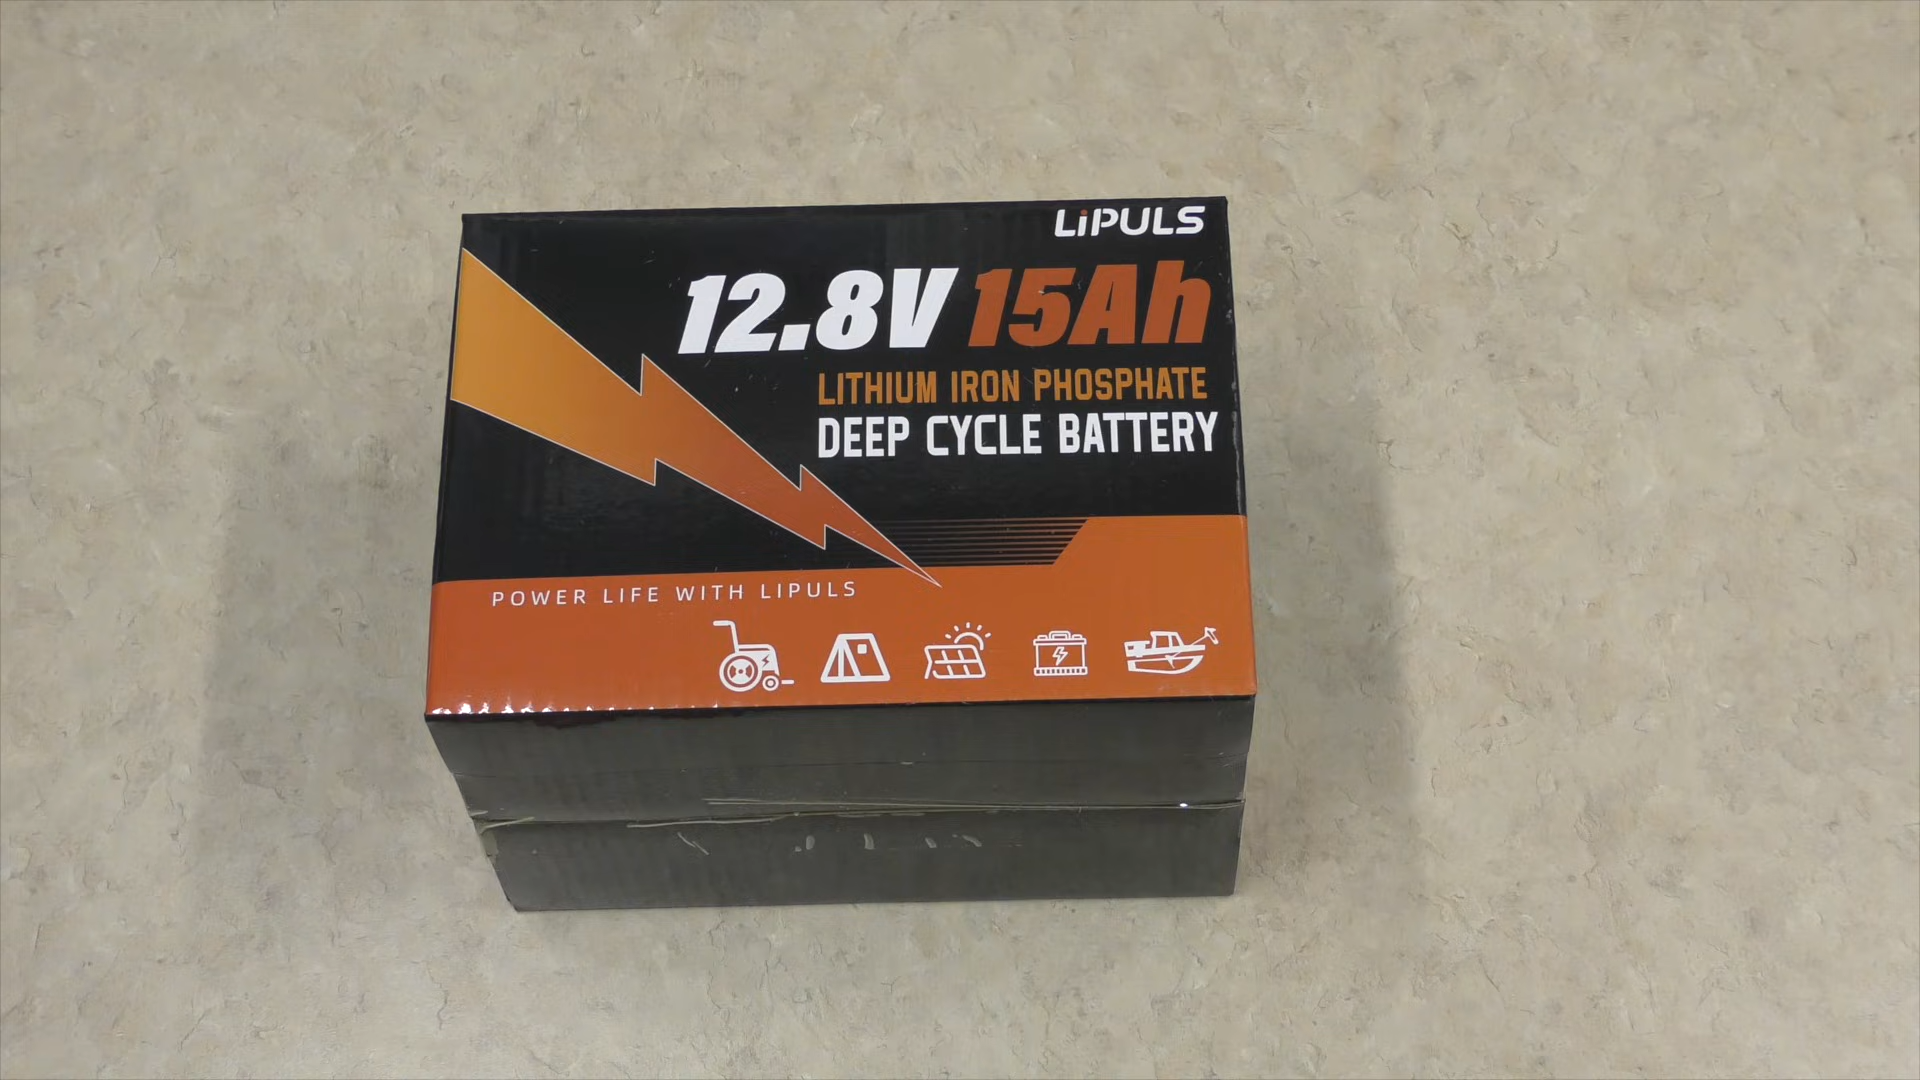 LiPULS
12.8V 15Ah
LITHIUM IRON PHOSPHATE
DEEP CYCLE BATTERY
POWER LIFE WITH LIPULS